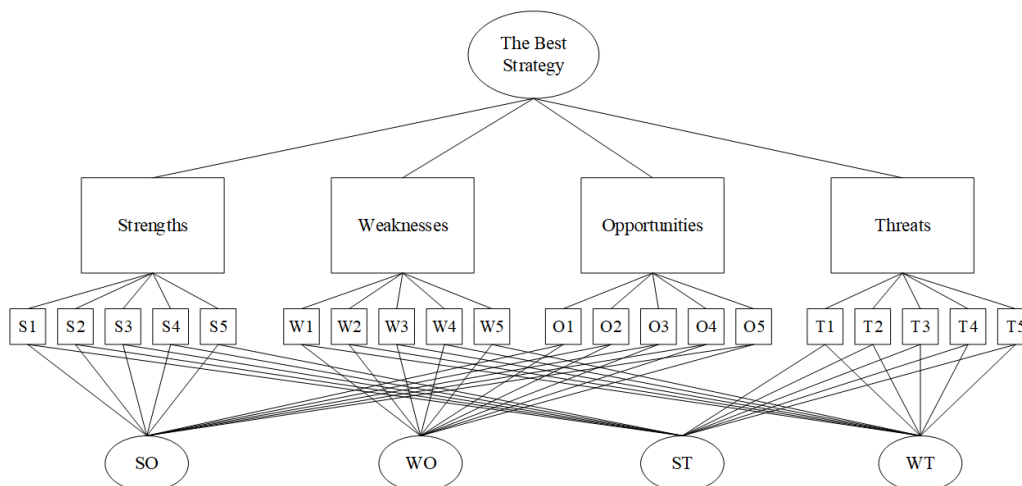 The Best
Strategy
Strengths
Weaknesses
Opportunities
Threats
S1 S2 S3 S4 S5 W1 W2 W3 W4 W5 O1 O2 O3 O4 O5 T1 T2 T3 T4 T5
SO WO ST WT